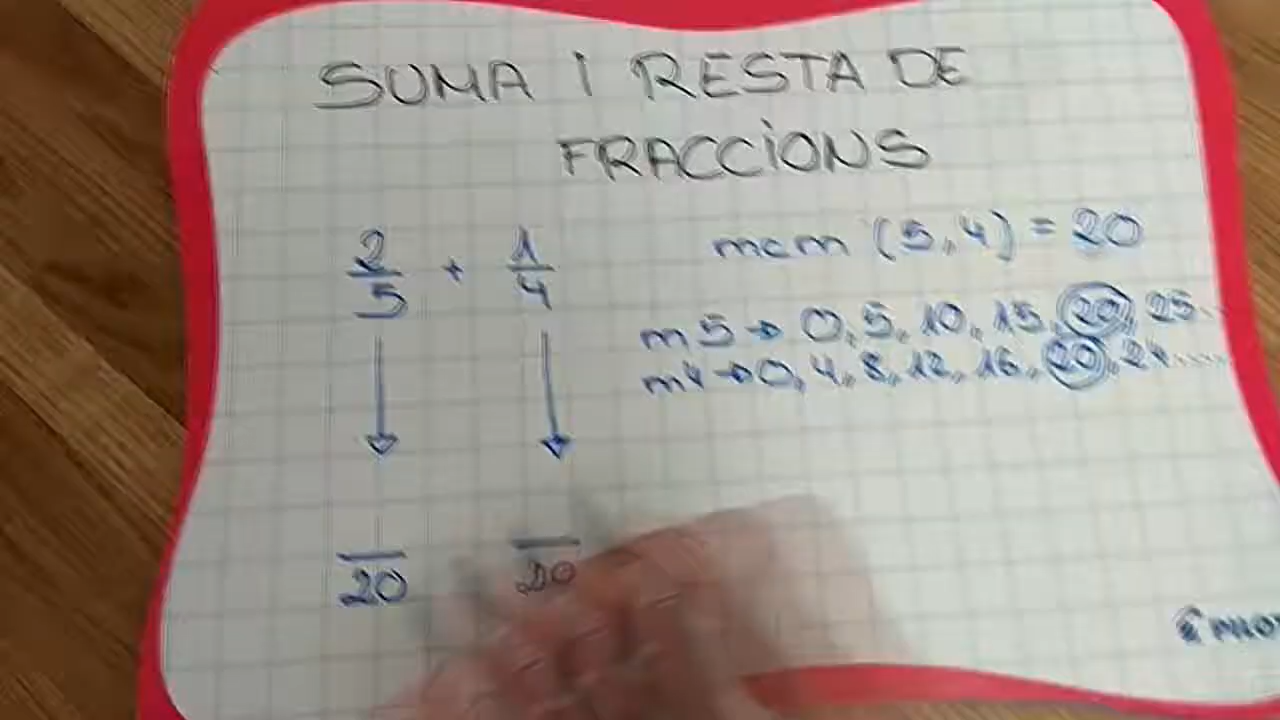 SUMA I RESTA DE
FRACCIONS
2/5 + 1/4
mcm (5,4) = 20
m5 → 0, 5, 10, 15, 20, 25...
m4 → 0, 4, 8, 12, 16, 20, 24.....
20 20